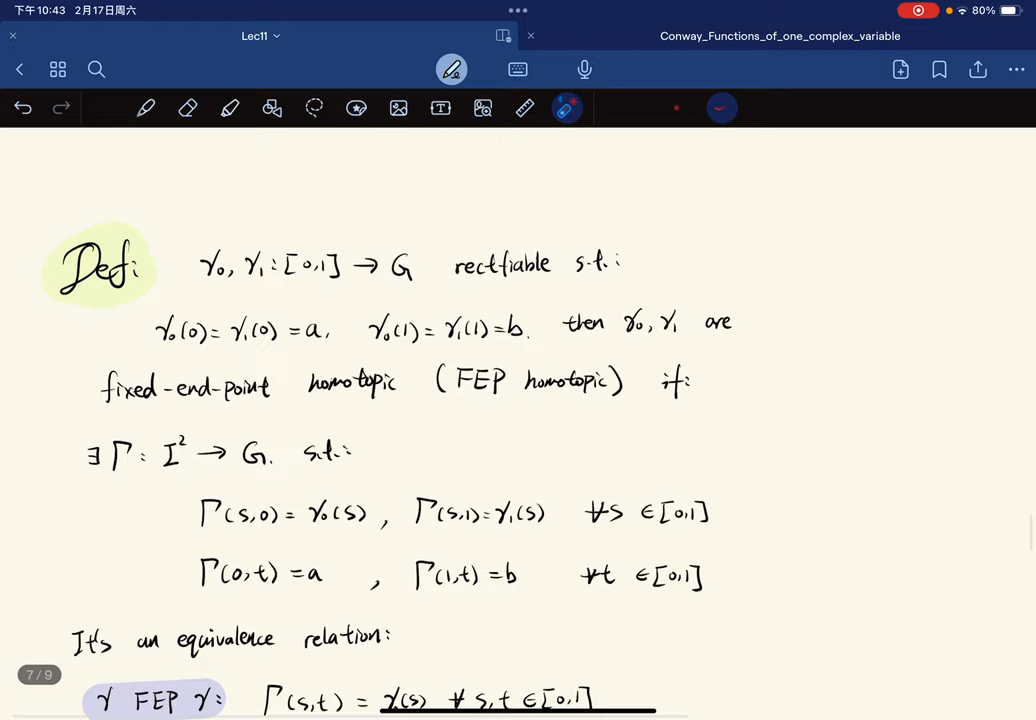 下午10:43 2月17日周六
80%
Lec11
Conway_Functions_of_one_complex_variable
Def:
γ₀, γ₁ : [0,1] → G rectfiable s.t.:
γ₀(0) = γ₁(0) = a, γ₀(1) = γ₁(1) = b. then γ₀, γ₁ are
fixed-end-point homotopic (FEP homotopic) if:
∃ Γ : I² → G. s.t.:
Γ(s,0) = γ₀(s), Γ(s,1) = γ₁(s) ∀s ∈ [0,1]
Γ(0,t) = a , Γ(1,t) = b ∀t ∈ [0,1]
It's an equivalence relation:
7 / 9
γ FEP γ: Γ(s,t) = γ(s) ∀ s,t ∈ [0,1]